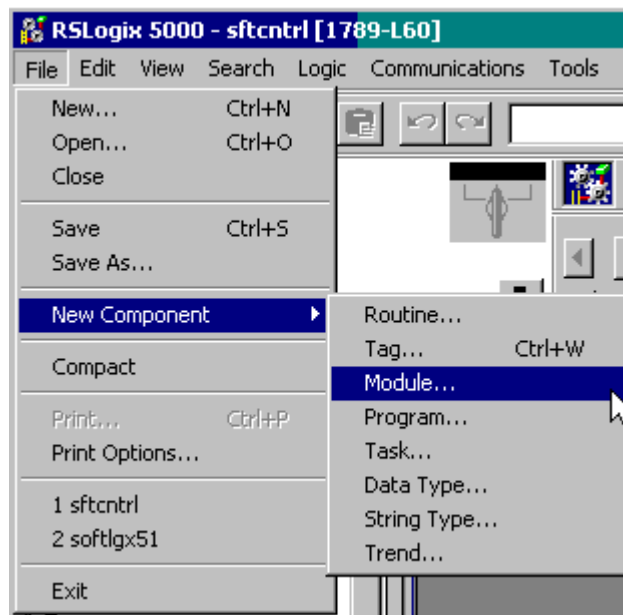 RSLogix 5000 - sftcntrl [1789-L60]
File Edit View Search Logic Communications Tools
New... Ctrl+N
Open... Ctrl+O
Close
Save Ctrl+S
Save As...
New Component
Compact
Print... Ctrl+P
Print Options...
1 sftcntrl
2 softlgx51
Exit
Routine...
Tag... Ctrl+W
Module...
Program...
Task...
Data Type...
String Type...
Trend...